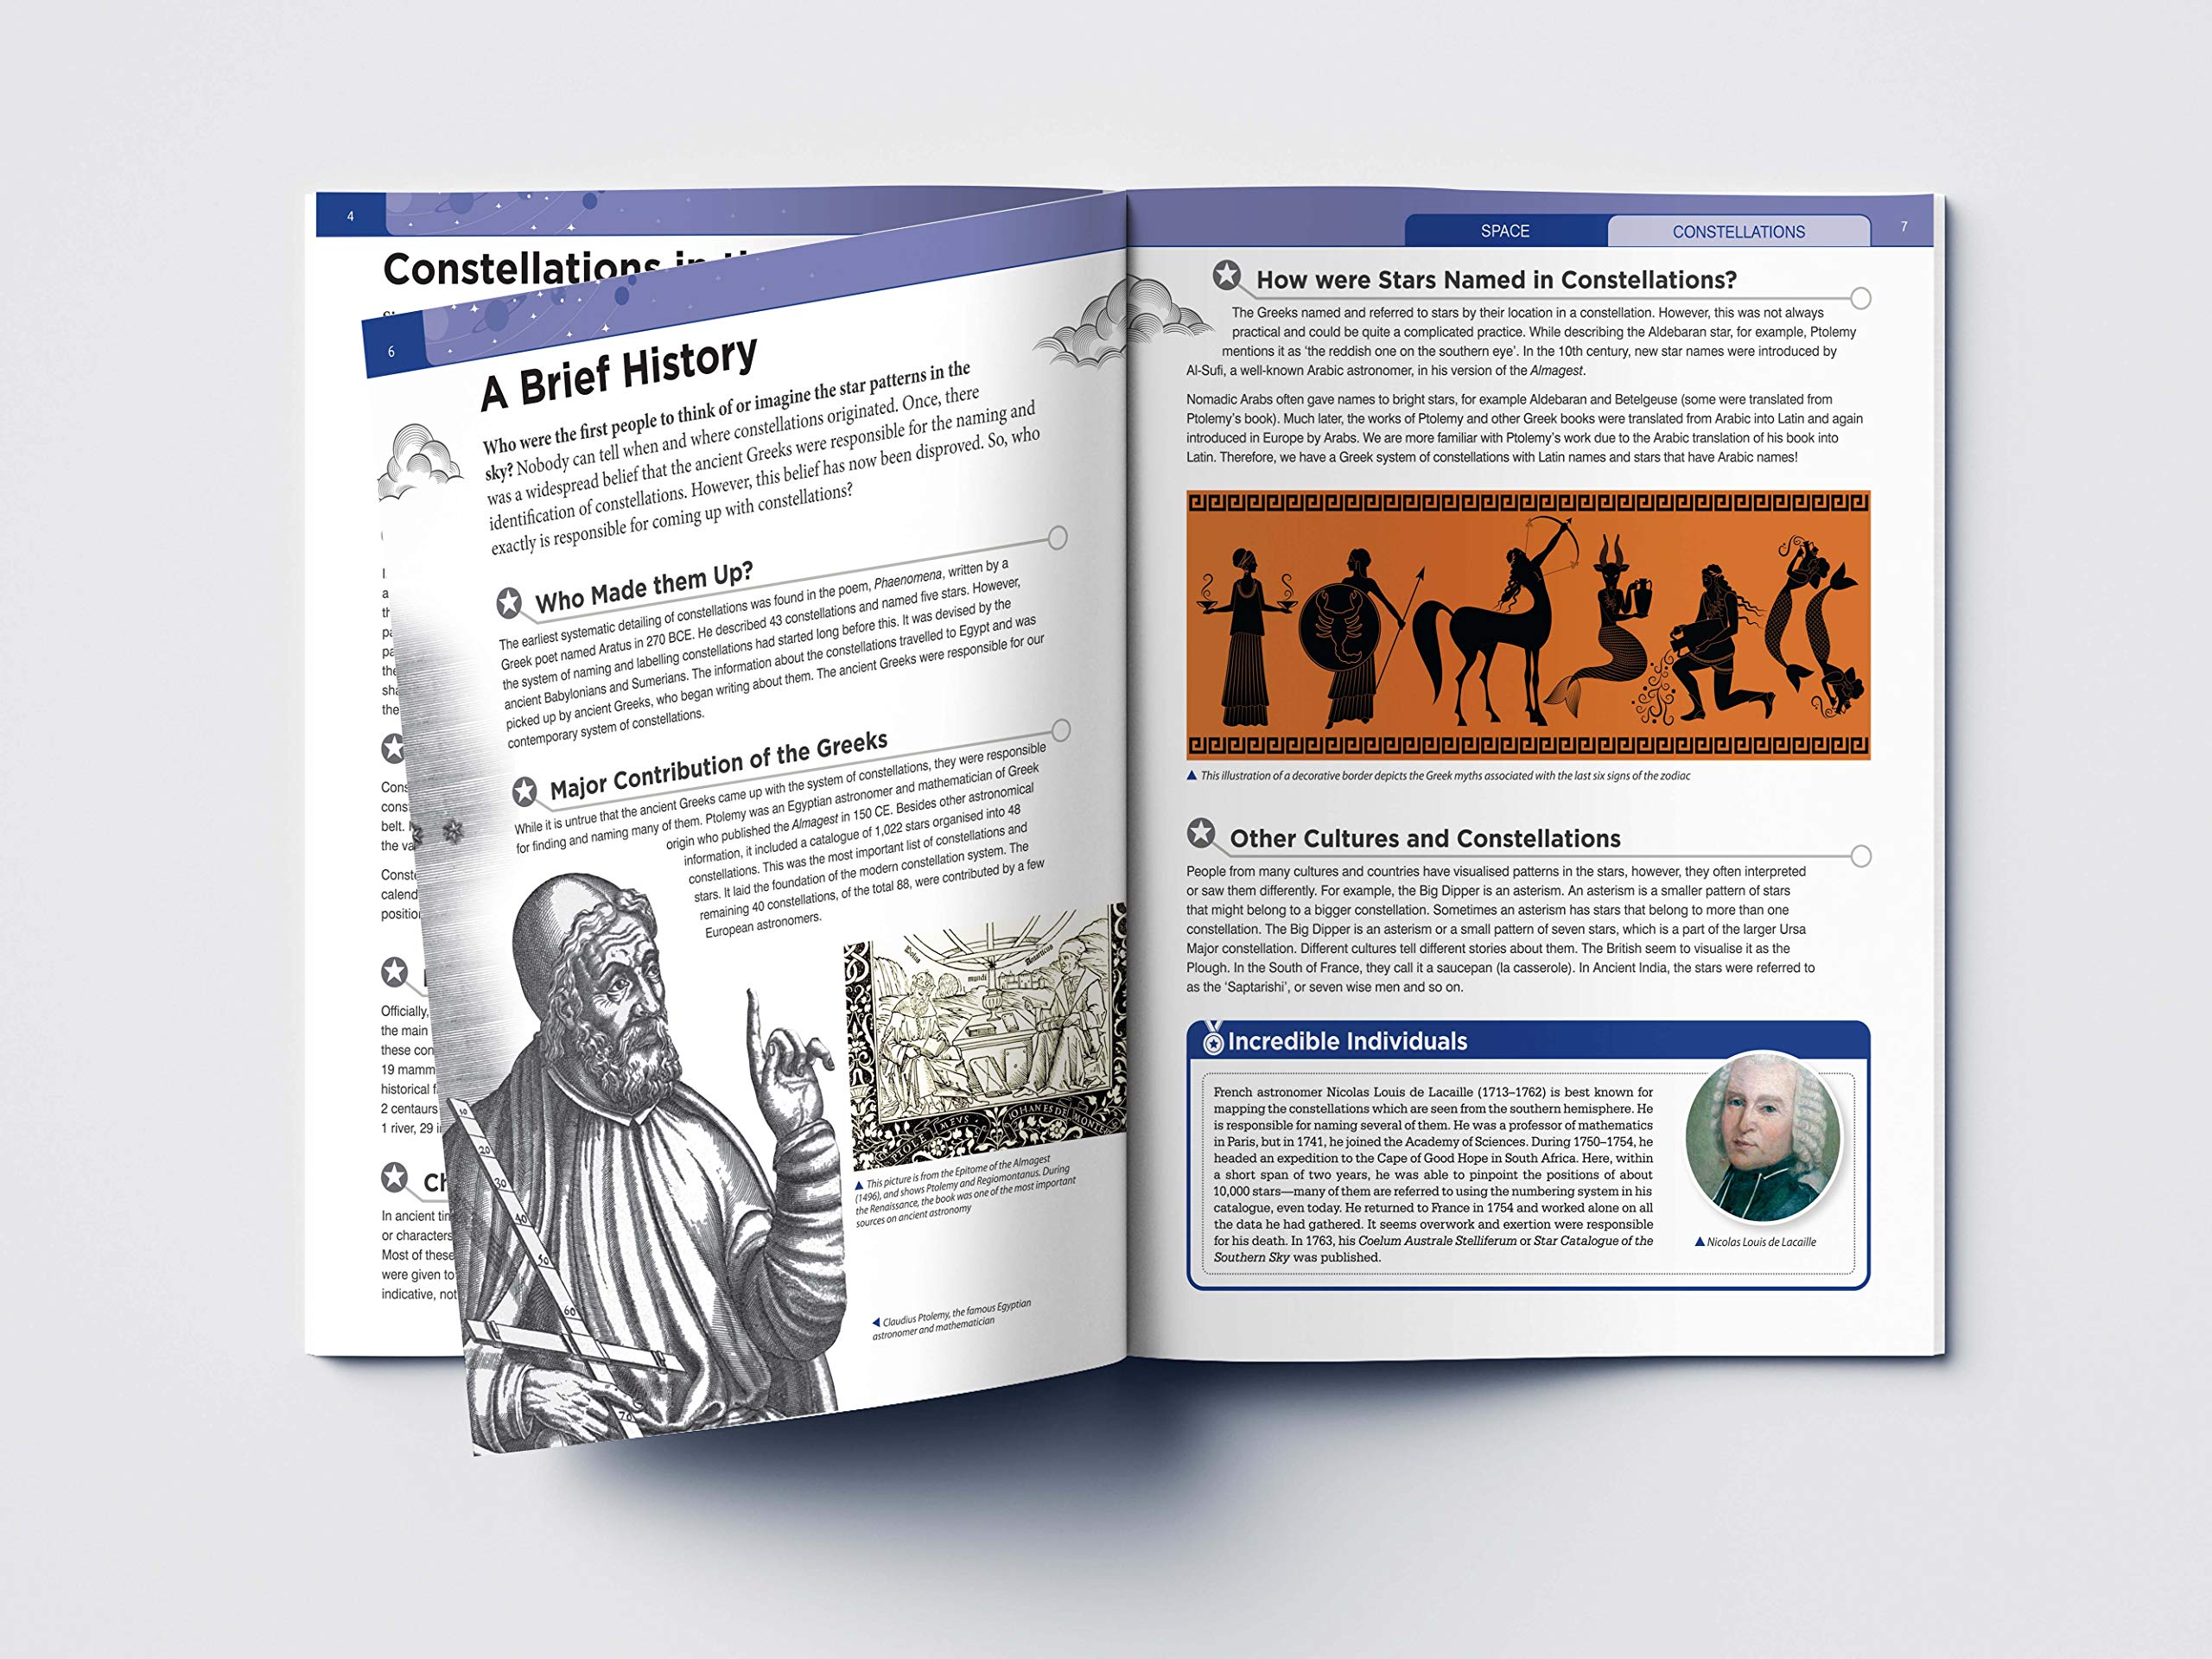 4
Constellations in
6
A Brief History
Who were the first people to think of or imagine the star patterns in the
sky? Nobody can tell when and where constellations originated. Once, there
was a widespread belief that the ancient Greeks were responsible for the naming and
identification of constellations. However, this belief has now been disproved. So, who
exactly is responsible for coming up with constellations?
Who Made them Up?
The earliest systematic detailing of constellations was found in the poem, Phaenomena, written by a
Greek poet named Aratus in 270 BCE. He described 43 constellations and named five stars. However,
the system of naming and labelling constellations had started long before this. It was devised by the
ancient Babylonians and Sumerians. The information about the constellations travelled to Egypt and was
picked up by ancient Greeks, who began writing about them. The ancient Greeks were responsible for our
contemporary system of constellations.
Major Contribution of the Greeks
While it is untrue that the ancient Greeks came up with the system of constellations, they were responsible
for finding and naming many of them. Ptolemy was an Egyptian astronomer and mathematician of Greek
origin who published the Almagest in 150 CE. Besides other astronomical
information, it included a catalogue of 1,022 stars organised into 48
constellations. This was the most important list of constellations and
stars. It laid the foundation of the modern constellation system. The
remaining 40 constellations, of the total 88, were contributed by a few
European astronomers.
mundi
▲ This picture is from the Epitome of the Almagest
(1496), and shows Ptolemy and Regiomontanus. During
the Renaissance, the book was one of the most important
sources on ancient astronomy
20
30
40
60
70
◀ Claudius Ptolemy, the famous Egyptian
astronomer and mathematician
the
the
Officially,
the main
these con
19 mamm
historical f
2 centaurs
1 river, 29 i
In ancient tin
or characters
Most of these
were given to
indicative, not
SPACE
CONSTELLATIONS
7
How were Stars Named in Constellations?
The Greeks named and referred to stars by their location in a constellation. However, this was not always
practical and could be quite a complicated practice. While describing the Aldebaran star, for example, Ptolemy
mentions it as ‘the reddish one on the southern eye’. In the 10th century, new star names were introduced by
Al-Sufi, a well-known Arabic astronomer, in his version of the Almagest.
Nomadic Arabs often gave names to bright stars, for example Aldebaran and Betelgeuse (some were translated from
Ptolemy’s book). Much later, the works of Ptolemy and other Greek books were translated from Arabic into Latin and again
introduced in Europe by Arabs. We are more familiar with Ptolemy’s work due to the Arabic translation of his book into
Latin. Therefore, we have a Greek system of constellations with Latin names and stars that have Arabic names!
▲ This illustration of a decorative border depicts the Greek myths associated with the last six signs of the zodiac
Other Cultures and Constellations
People from many cultures and countries have visualised patterns in the stars, however, they often interpreted
or saw them differently. For example, the Big Dipper is an asterism. An asterism is a smaller pattern of stars
that might belong to a bigger constellation. Sometimes an asterism has stars that belong to more than one
constellation. The Big Dipper is an asterism or a small pattern of seven stars, which is a part of the larger Ursa
Major constellation. Different cultures tell different stories about them. The British seem to visualise it as the
Plough. In the South of France, they call it a saucepan (la casserole). In Ancient India, the stars were referred to
as the ‘Saptarishi’, or seven wise men and so on.
Incredible Individuals
French astronomer Nicolas Louis de Lacaille (1713–1762) is best known for
mapping the constellations which are seen from the southern hemisphere. He
is responsible for naming several of them. He was a professor of mathematics
in Paris, but in 1741, he joined the Academy of Sciences. During 1750–1754, he
headed an expedition to the Cape of Good Hope in South Africa. Here, within
a short span of two years, he was able to pinpoint the positions of about
10,000 stars—many of them are referred to using the numbering system in his
catalogue, even today. He returned to France in 1754 and worked alone on all
the data he had gathered. It seems overwork and exertion were responsible
for his death. In 1763, his Coelum Australe Stelliferum or Star Catalogue of the
Southern Sky was published.
▲ Nicolas Louis de Lacaille